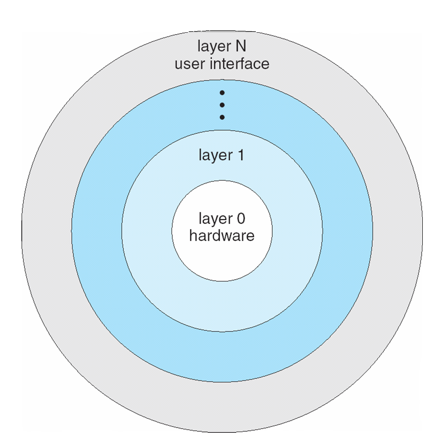 layer N
user interface
layer 1
layer 0
hardware